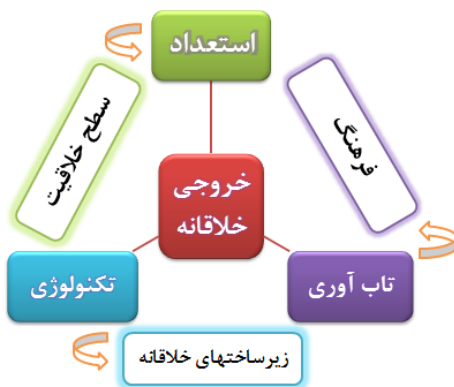 استعداد
سطح خلاقیت
فرهنگ
خروجی
خلاقانه
تکنولوژی
تاب آوری
زیرساختهای خلاقانه